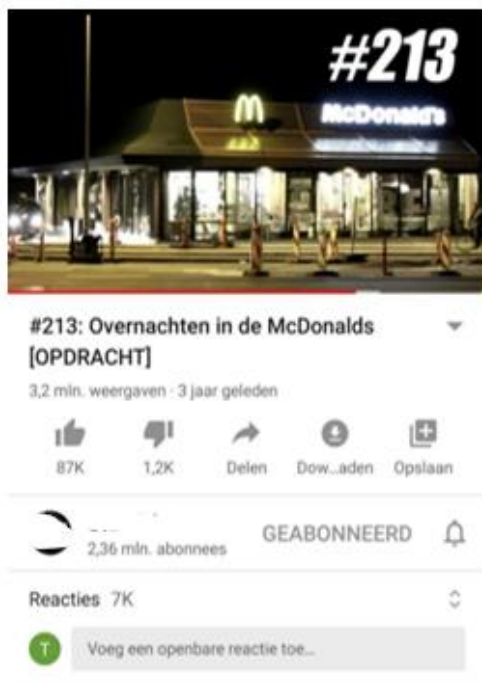 #213
McDonald's
#213: Overnachten in de McDonalds
[OPDRACHT]
3,2 mln. weergaven · 3 jaar geleden
87K 1,2K Delen Dow...aden Opslaan
2,36 mln. abonnees
GEABONNEERD
Reacties 7K
T
Voeg een openbare reactie toe...